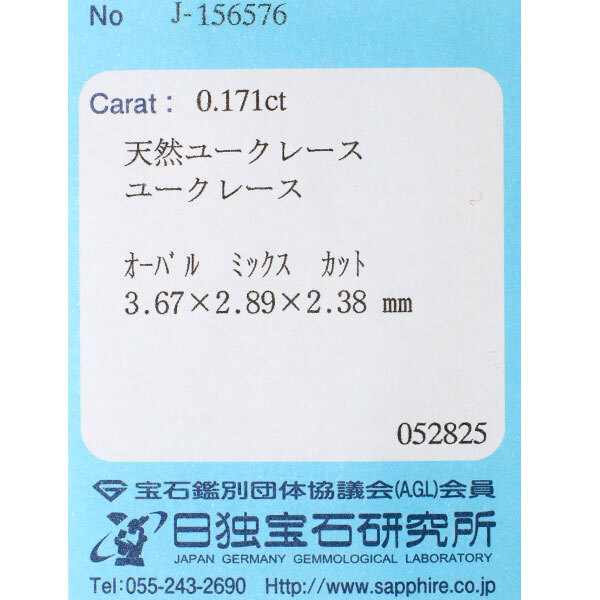 No J-156576
Carat: 0.171ct
天然ユークレース
ユークレース
ｵｰﾊﾞﾙ ﾐｯｸｽ ｶｯﾄ
3.67×2.89×2.38 mm
052825
宝石鑑別団体協議会(A.G.L)会員
日独宝石研究所
JAPAN GERMANY GEMMOLOGICAL LABORATORY
Tel:055-243-2690 Http://www.sapphire.co.jp